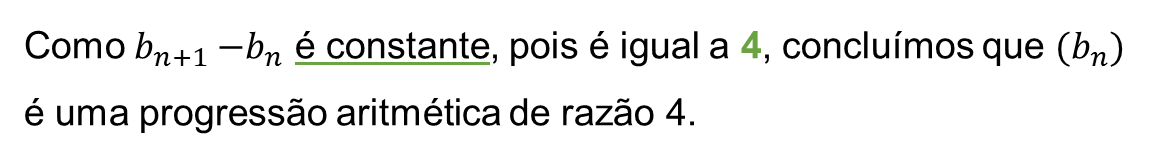 Como $b_{n+1} - b_n$ é constante, pois é igual a 4, concluímos que $(b_n)$
é uma progressão aritmética de razão 4.